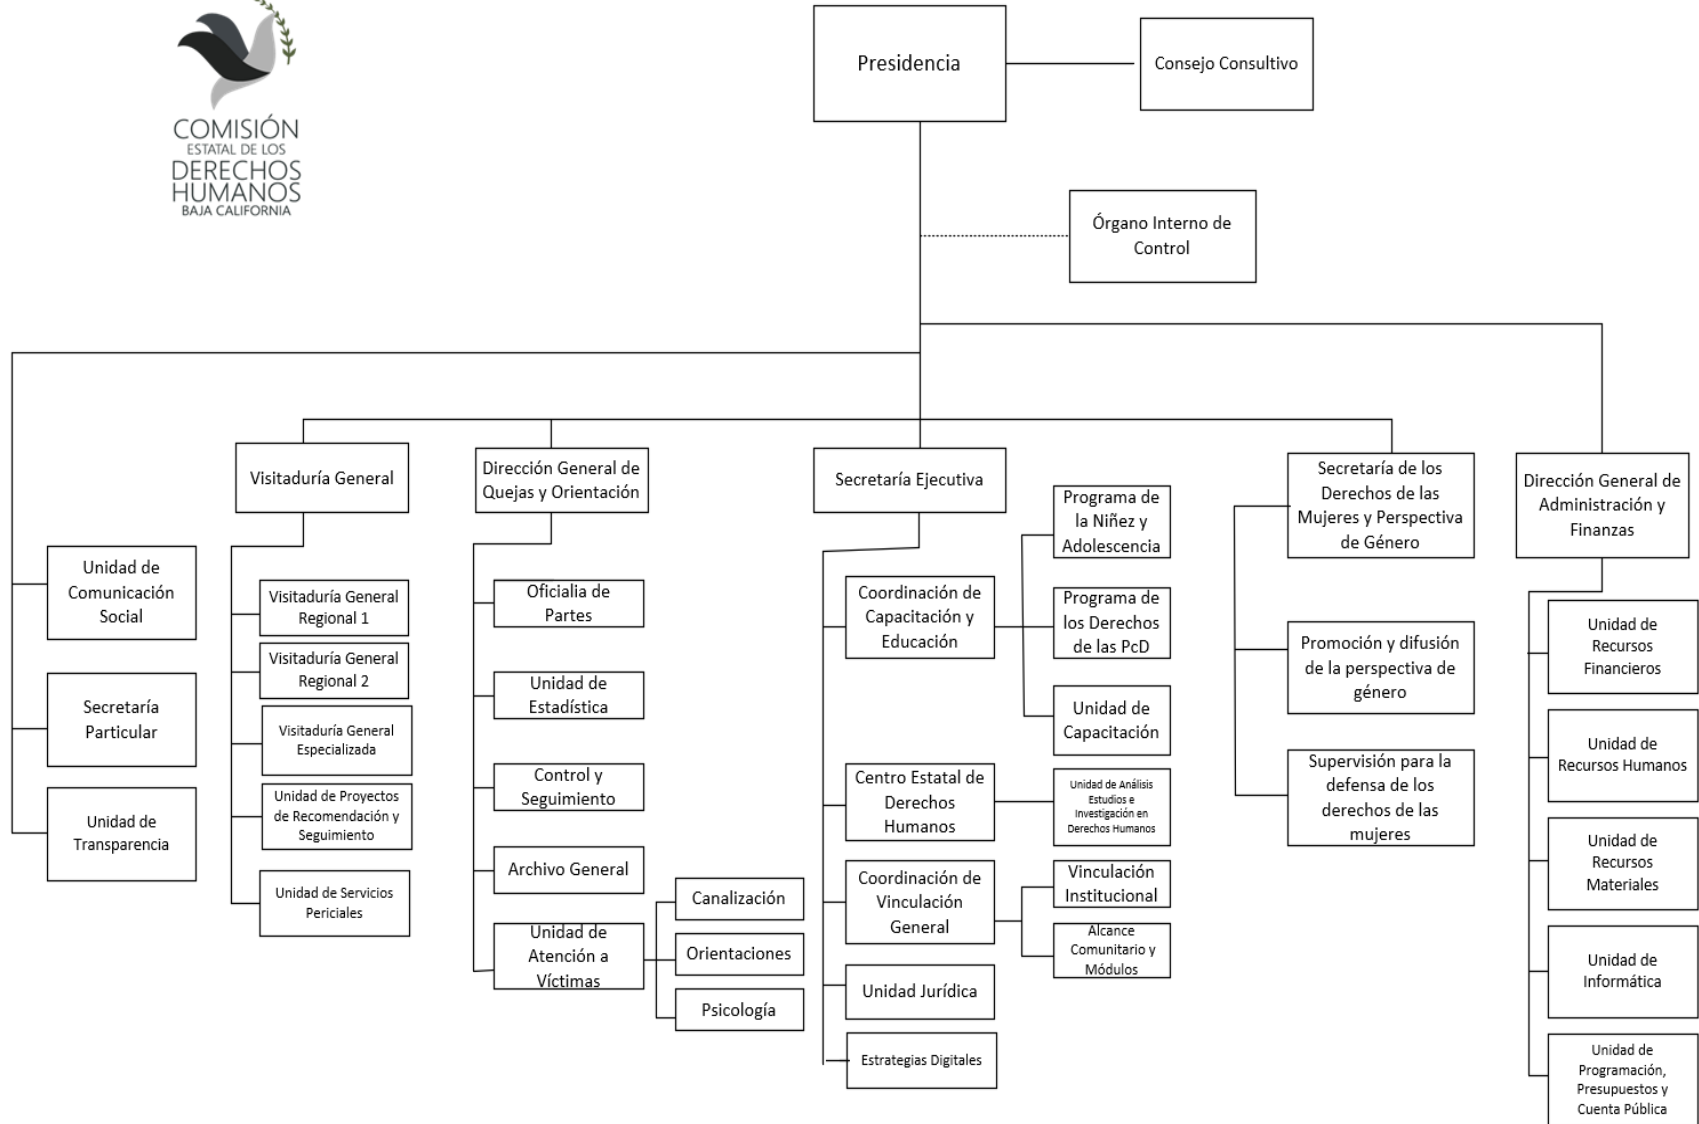 COMISIÓN
ESTATAL DE LOS
DERECHOS
HUMANOS
BAJA CALIFORNIA
Presidencia
Consejo Consultivo
Órgano Interno de
Control
Unidad de
Comunicación
Social
Secretaría
Particular
Unidad de
Transparencia
Visitaduría General
Visitaduría General
Regional 1
Visitaduría General
Regional 2
Visitaduría General
Especializada
Unidad de Proyectos
de Recomendación y
Seguimiento
Unidad de Servicios
Periciales
Dirección General de
Quejas y Orientación
Oficialia de
Partes
Unidad de
Estadística
Control y
Seguimiento
Archivo General
Unidad de
Atención a
Víctimas
Canalización
Orientaciones
Psicología
Secretaría Ejecutiva
Coordinación de
Capacitación y
Educación
Programa de
la Niñez y
Adolescencia
Programa de
los Derechos
de las PcD
Unidad de
Capacitación
Centro Estatal de
Derechos
Humanos
Unidad de Análisis
Estudios e
Investigación en
Derechos Humanos
Coordinación de
Vinculación
General
Vinculación
Institucional
Alcance
Comunitario y
Módulos
Unidad Jurídica
Estrategias Digitales
Secretaría de los
Derechos de las
Mujeres y Perspectiva
de Género
Promoción y difusión
de la perspectiva de
género
Supervisión para la
defensa de los
derechos de las
mujeres
Dirección General de
Administración y
Finanzas
Unidad de
Recursos
Financieros
Unidad de
Recursos Humanos
Unidad de
Recursos
Materiales
Unidad de
Informática
Unidad de
Programación,
Presupuestos y
Cuenta Pública